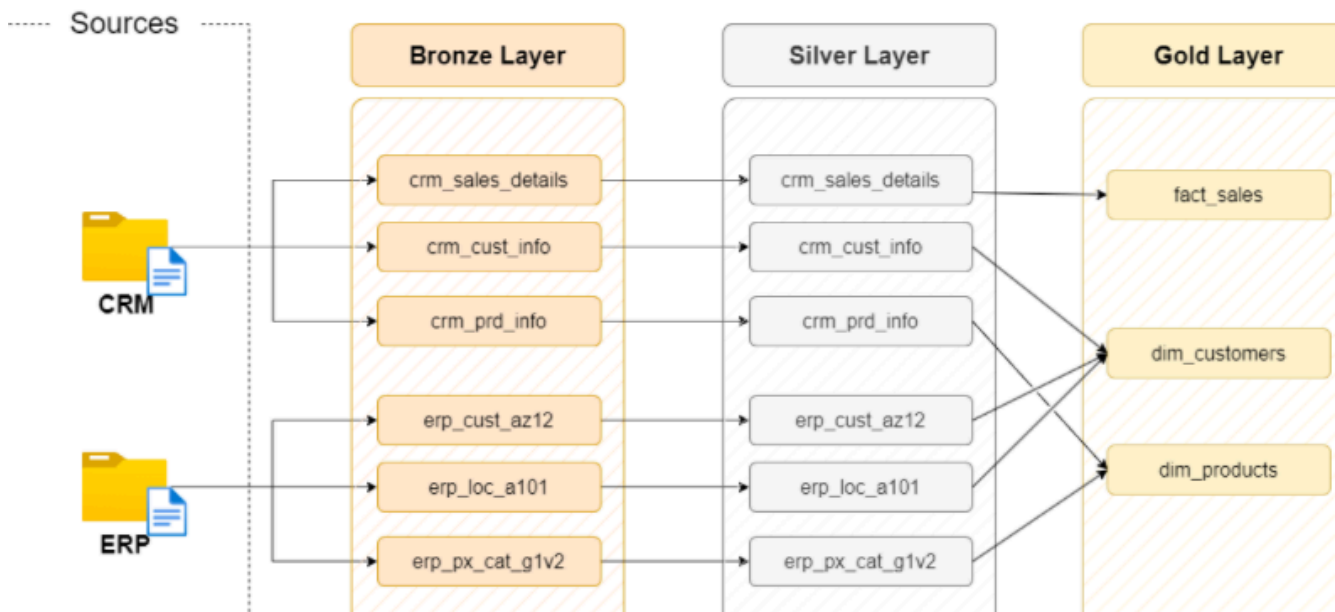 Sources
Bronze Layer
Silver Layer
Gold Layer
crm_sales_details
crm_sales_details
fact_sales
crm_cust_info
crm_cust_info
CRM
crm_prd_info
crm_prd_info
dim_customers
erp_cust_az12
erp_cust_az12
dim_products
erp_loc_a101
erp_loc_a101
ERP
erp_px_cat_g1v2
erp_px_cat_g1v2